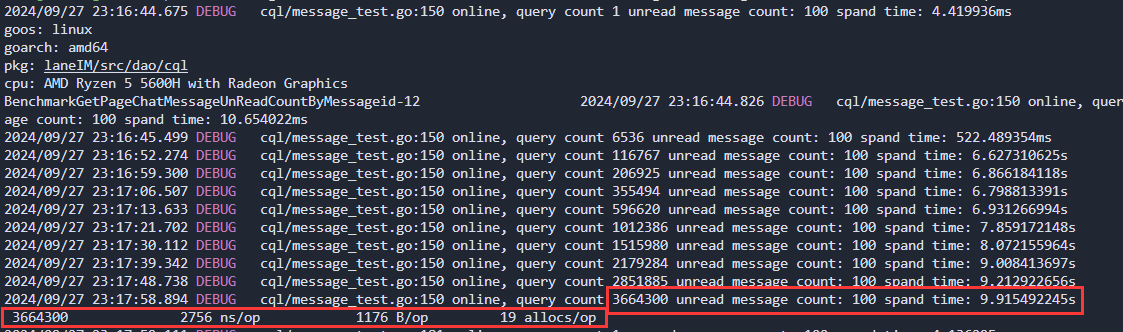 2024/09/27 23:16:44.675 DEBUG cql/message_test.go:150 online, query count 1 unread message count: 100 spand time: 4.419936ms
goos: linux
goarch: amd64
pkg: laneIM/src/dao/cql
cpu: AMD Ryzen 5 5600H with Radeon Graphics
BenchmarkGetPageChatMessageUnReadCountByMessageid-12 2024/09/27 23:16:44.826 DEBUG cql/message_test.go:150 online, quer
age count: 100 spand time: 10.654022ms
2024/09/27 23:16:45.499 DEBUG cql/message_test.go:150 online, query count 6536 unread message count: 100 spand time: 522.489354ms
2024/09/27 23:16:52.274 DEBUG cql/message_test.go:150 online, query count 116767 unread message count: 100 spand time: 6.627310625s
2024/09/27 23:16:59.300 DEBUG cql/message_test.go:150 online, query count 206925 unread message count: 100 spand time: 6.866184118s
2024/09/27 23:17:06.507 DEBUG cql/message_test.go:150 online, query count 355494 unread message count: 100 spand time: 6.798813391s
2024/09/27 23:17:13.633 DEBUG cql/message_test.go:150 online, query count 596620 unread message count: 100 spand time: 6.931266994s
2024/09/27 23:17:21.702 DEBUG cql/message_test.go:150 online, query count 1012386 unread message count: 100 spand time: 7.859172148s
2024/09/27 23:17:30.112 DEBUG cql/message_test.go:150 online, query count 1515980 unread message count: 100 spand time: 8.072155964s
2024/09/27 23:17:39.342 DEBUG cql/message_test.go:150 online, query count 2179284 unread message count: 100 spand time: 9.008413697s
2024/09/27 23:17:48.738 DEBUG cql/message_test.go:150 online, query count 2851885 unread message count: 100 spand time: 9.212922656s
2024/09/27 23:17:58.894 DEBUG cql/message_test.go:150 online, query count 3664300 unread message count: 100 spand time: 9.915492245s
3664300 2756 ns/op 1176 B/op 19 allocs/op